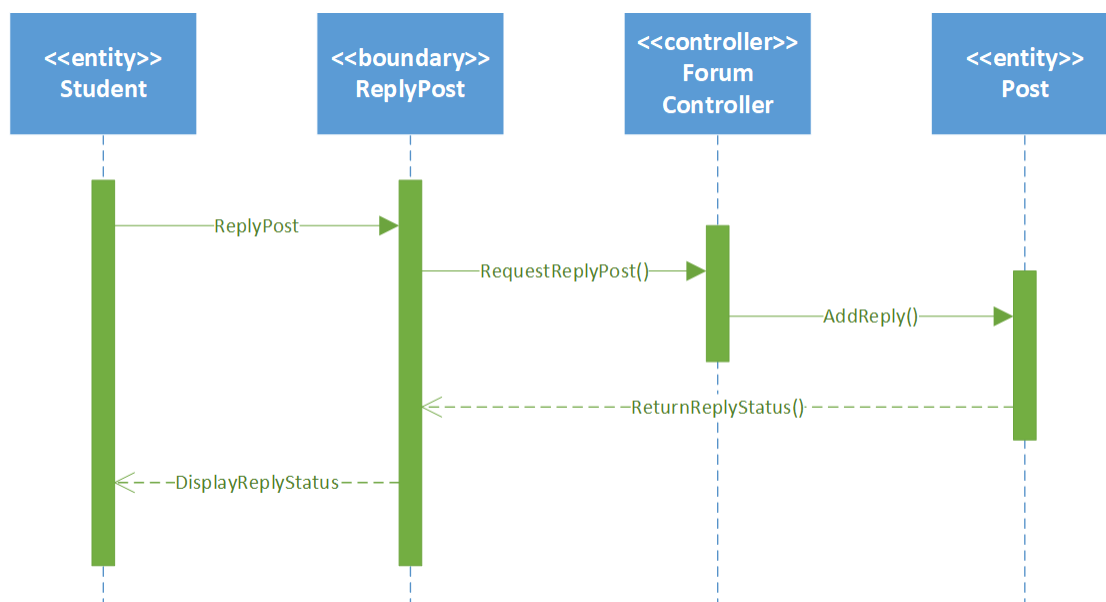 <<entity>>
Student
<<boundary>>
ReplyPost
<<controller>>
Forum
Controller
<<entity>>
Post
ReplyPost
RequestReplyPost()
AddReply()
ReturnReplyStatus()
DisplayReplyStatus